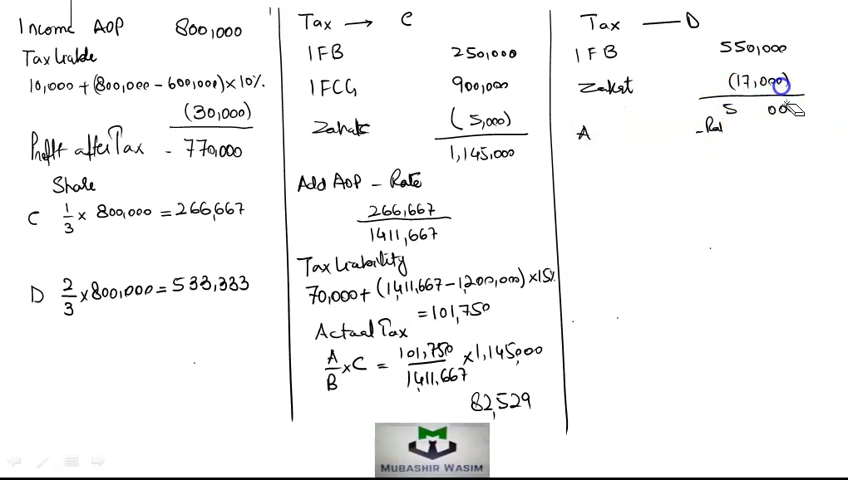 Income AOP 800,000
Tax Liable
10,000 + (800,000 - 600,000) × 10%
(30,000)
Profit after Tax - 770,000
Share
C 1/3 × 800,000 = 266,667
D 2/3 × 800,000 = 533,333
Tax → C
IFB 250,000
IFCG 900,000
Zakat (5,000)
1,145,000
Add AOP - Rate
266,667
1411,667
Tax Liability
70,000 + (1,411,667 - 1,200,000) × 15%
= 101,750
Actual Tax
A/B × C = 101,750/1411,667 × 1,145,000
82,529
Tax — D
IFB 550,000
Zakat (17,000)
5 00
A - Rat
MUBASHIR WASIM